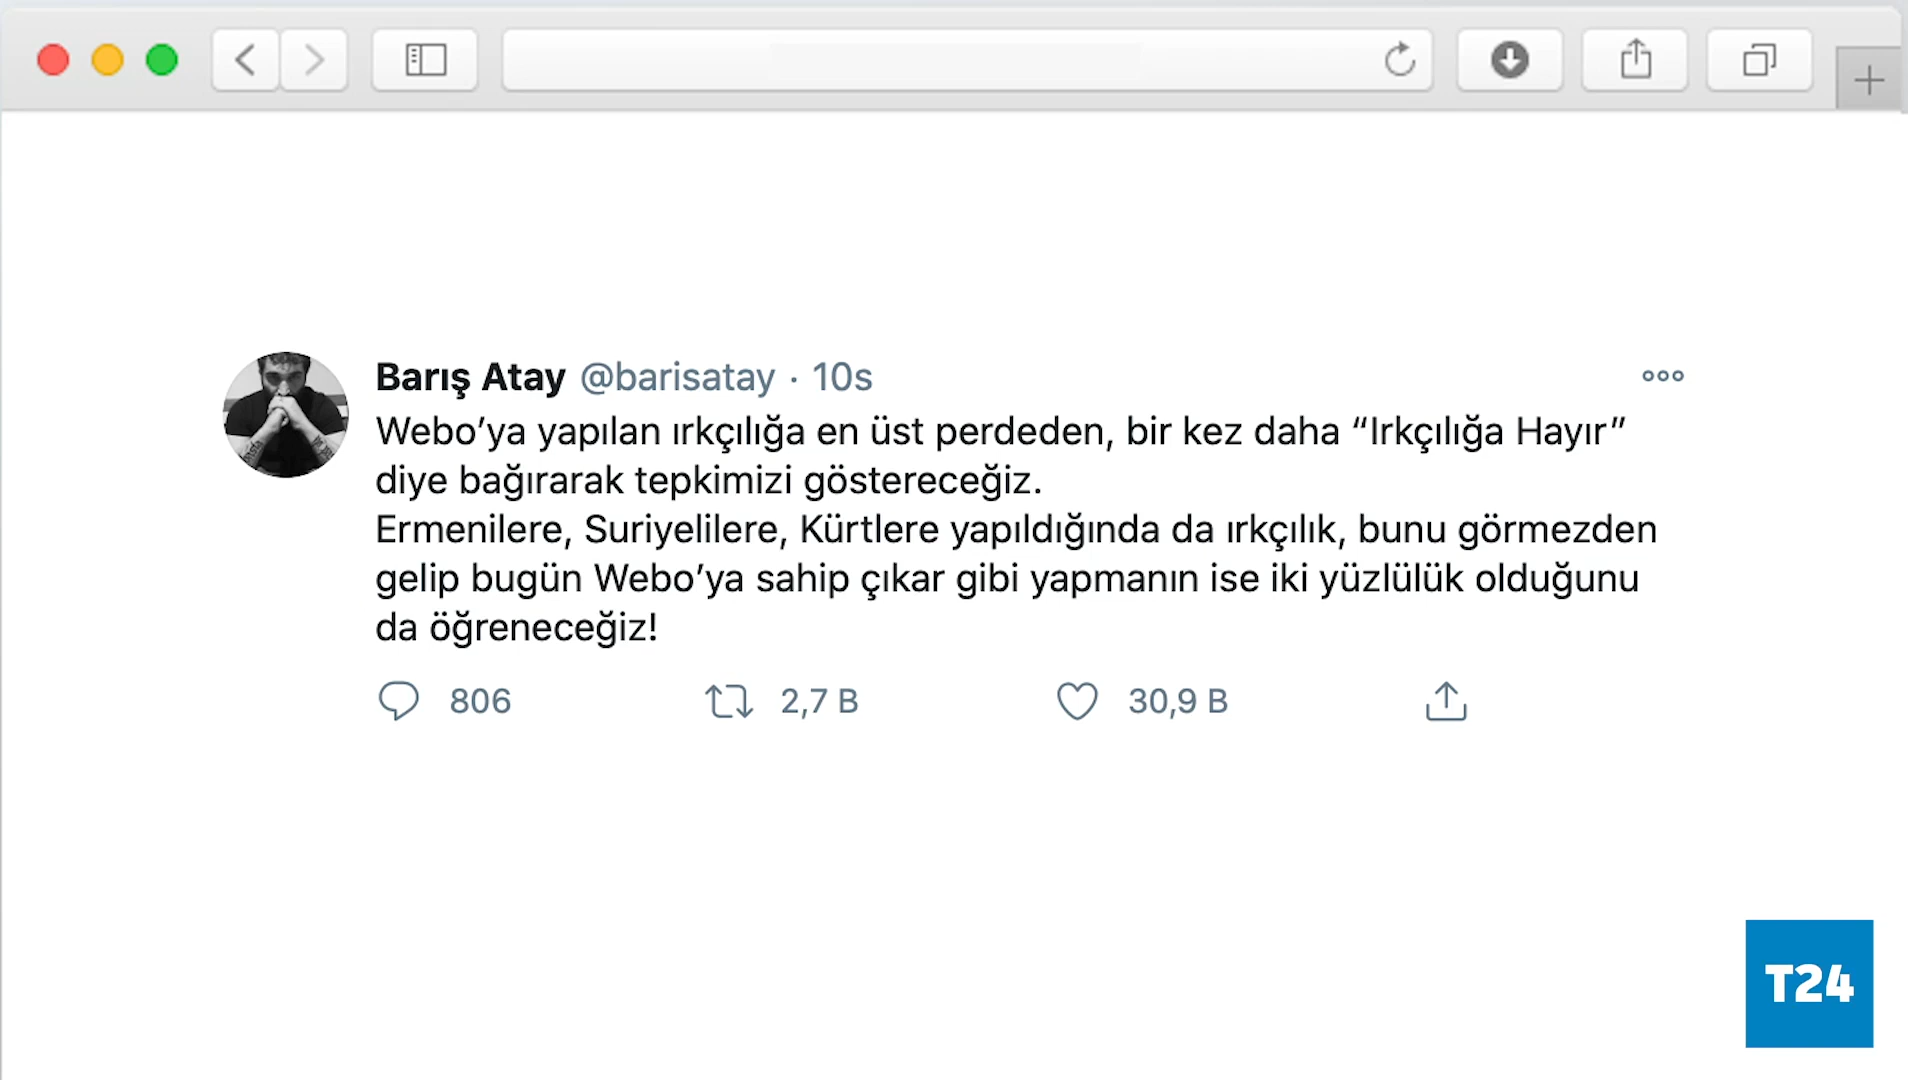 Barış Atay @barisatay · 10s
Webo’ya yapılan ırkçılığa en üst perdeden, bir kez daha “Irkçılığa Hayır”
diye bağırarak tepkimizi göstereceğiz.
Ermenilere, Suriyelilere, Kürtlere yapıldığında da ırkçılık, bunu görmezden
gelip bugün Webo’ya sahip çıkar gibi yapmanın ise iki yüzlülük olduğunu
da öğreneceğiz!
806 2,7 B 30,9 B
T24